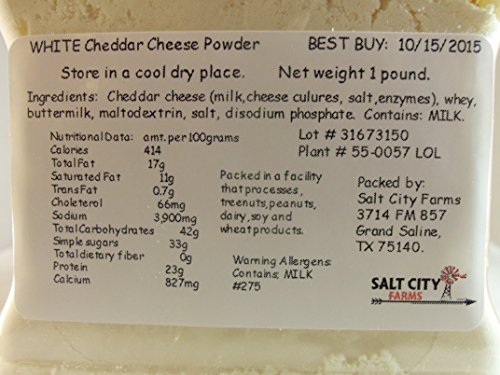 WHITE Cheddar Cheese Powder BEST BUY: 10/15/2015
Store in a cool dry place. Net weight 1 pound.
Ingredients: Cheddar cheese (milk,cheese culures, salt,enzymes), whey,
buttermilk, maltodextrin, salt, disodium phosphate. Contains: MILK.
Nutritional Data: amt. per 100grams
Calories 414
Total Fat 17g
Saturated Fat 11g
Trans Fat 0.7g
Choleterol 66mg
Sodium 3,900mg
Total Carbohydrates 42g
Simple sugars 33g
Total dietary fiber 0g
Protein 23g
Calcium 827mg
Packed in a facility
that processes,
treenuts,peanuts,
dairy,soy and
wheat products.
Warning Allergens:
Contains; MILK
#275
Lot # 31673150
Plant # 55-0057 LOL
Packed by:
Salt City Farms
3714 FM 857
Grand Saline,
TX 75140.
SALT CITY
FARMS